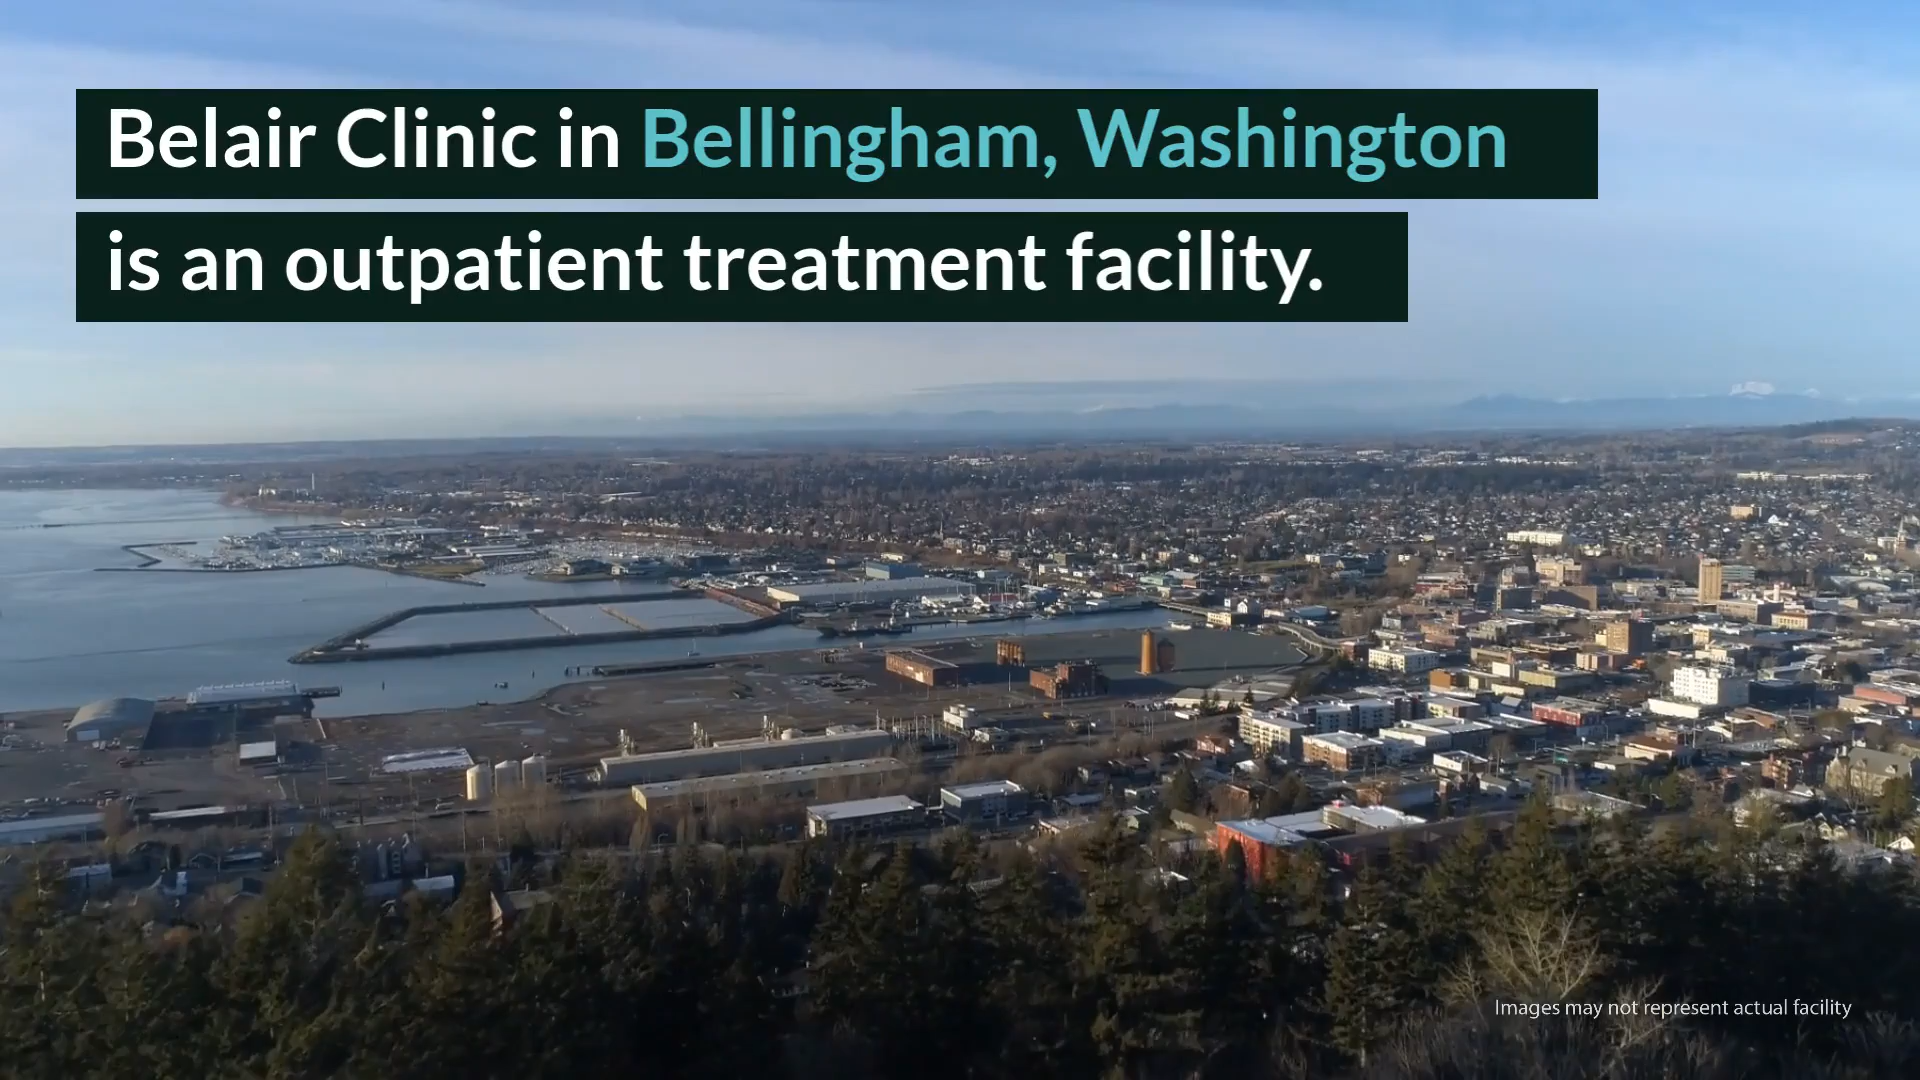 Belair Clinic in Bellingham, Washington
is an outpatient treatment facility.
Images may not represent actual facility